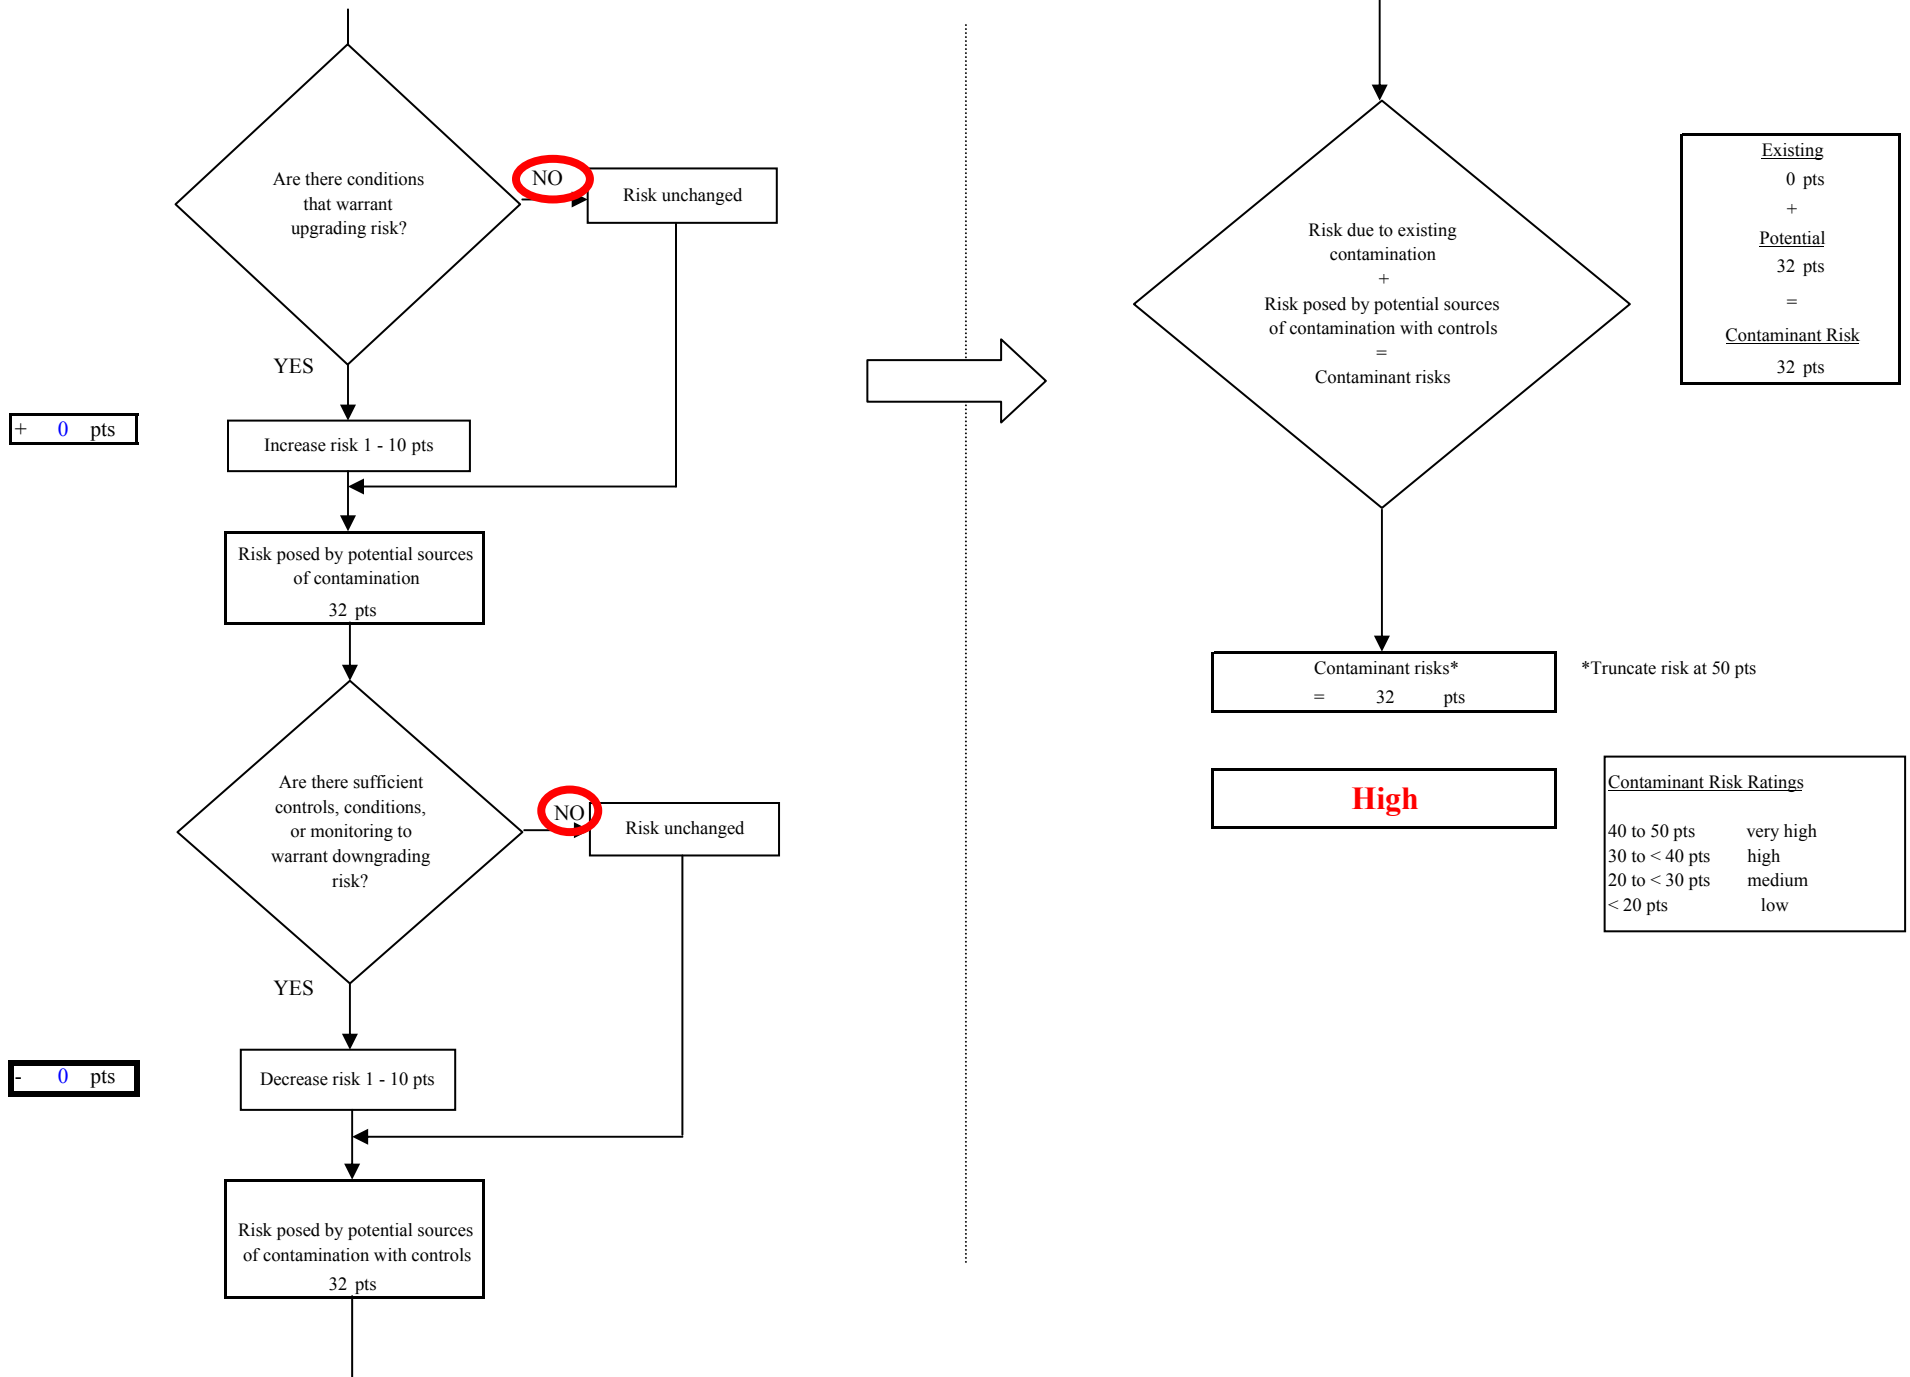 Are there conditions
that warrant
upgrading risk?
NO
Risk unchanged
YES
+ 0 pts
Increase risk 1 - 10 pts
Risk posed by potential sources
of contamination
32 pts
Are there sufficient
controls, conditions,
or monitoring to
warrant downgrading
risk?
NO
Risk unchanged
YES
- 0 pts
Decrease risk 1 - 10 pts
Risk posed by potential sources
of contamination with controls
32 pts
Risk due to existing
contamination
+
Risk posed by potential sources
of contamination with controls
=
Contaminant risks
Existing
0 pts
+
Potential
32 pts
=
Contaminant Risk
32 pts
Contaminant risks*
= 32 pts
*Truncate risk at 50 pts
High
Contaminant Risk Ratings
40 to 50 pts very high
30 to < 40 pts high
20 to < 30 pts medium
< 20 pts low